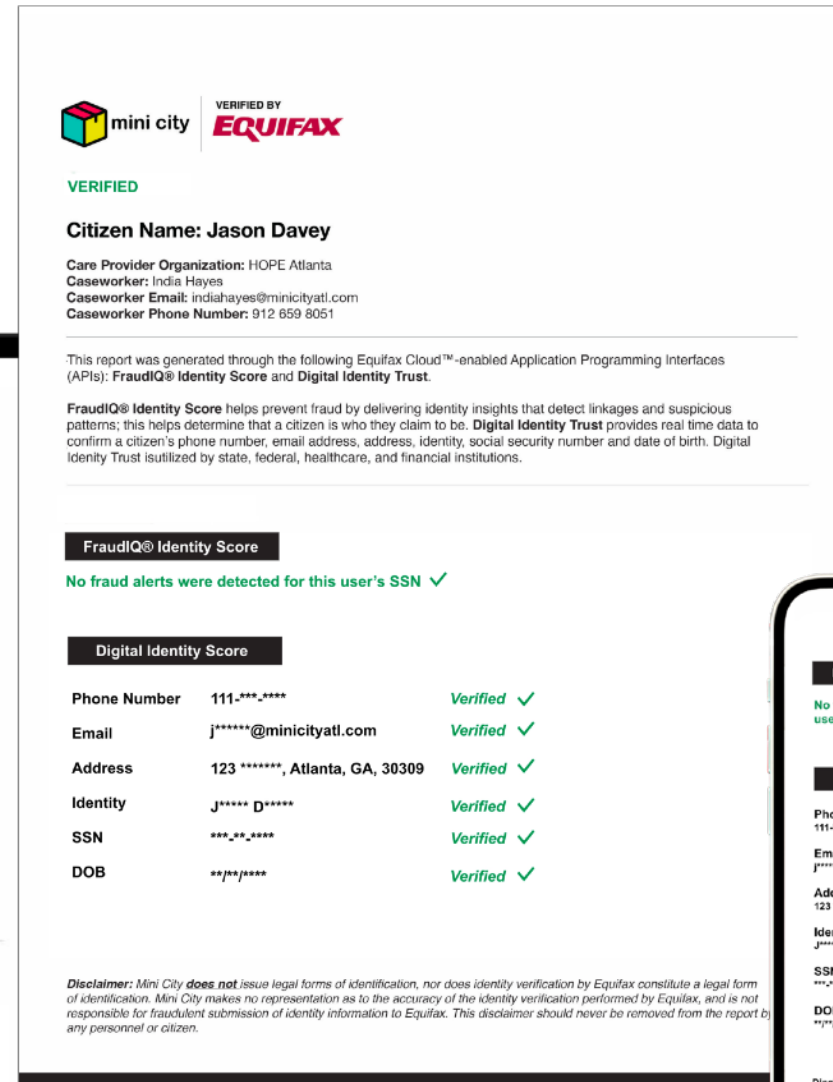 mini city
VERIFIED BY
EQUIFAX
VERIFIED
Citizen Name: Jason Davey
Care Provider Organization: HOPE Atlanta
Caseworker: India Hayes
Caseworker Email: indiahayes@minicityatl.com
Caseworker Phone Number: 912 659 8051
This report was generated through the following Equifax Cloud™-enabled Application Programming Interfaces
(APIs): FraudIQ® Identity Score and Digital Identity Trust.
FraudIQ® Identity Score helps prevent fraud by delivering identity insights that detect linkages and suspicious
patterns; this helps determine that a citizen is who they claim to be. Digital Identity Trust provides real time data to
confirm a citizen's phone number, email address, address, identity, social security number and date of birth. Digital
Idenity Trust isutilized by state, federal, healthcare, and financial institutions.
FraudIQ® Identity Score
No fraud alerts were detected for this user's SSN ✓
Digital Identity Score
Phone Number 111-***-**** Verified ✓
Email j******@minicityatl.com Verified ✓
Address 123 *******, Atlanta, GA, 30309 Verified ✓
Identity J***** D***** Verified ✓
SSN ***-**-**** Verified ✓
DOB **/**/**** Verified ✓
Disclaimer: Mini City does not issue legal forms of identification, nor does identity verification by Equifax constitute a legal form
of identification. Mini City makes no representation as to the accuracy of the identity verification performed by Equifax, and is not
responsible for fraudulent submission of identity information to Equifax. This disclaimer should never be removed from the report by
any personnel or citizen.
No
111-
123
SSN